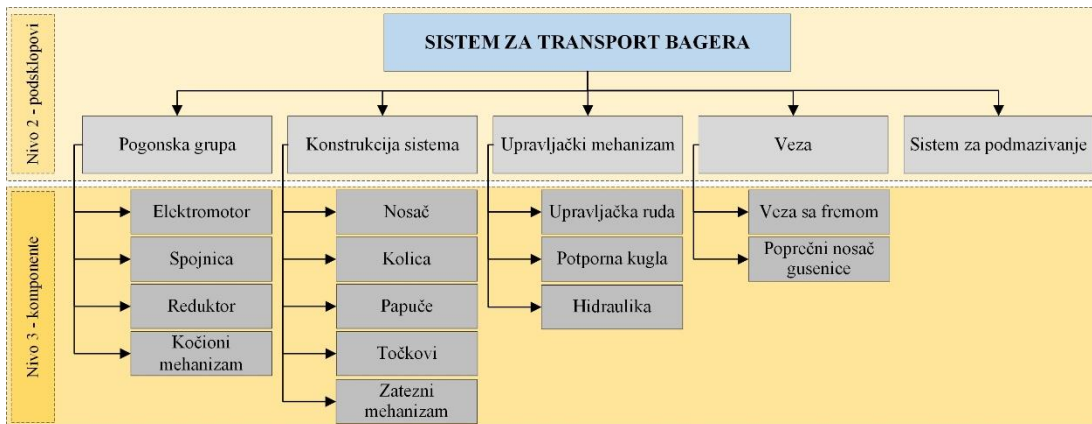 SISTEM ZA TRANSPORT BAGERA
Nivo 2 - podsklopovi
Pogonska grupa
Konstrukcija sistema
Upravljački mehanizam
Veza
Sistem za podmazivanje
Nivo 3 - komponente
Elektromotor
Spojnica
Reduktor
Kočioni
mehanizam
Nosač
Kolica
Papuče
Točkovi
Zatezni
mehanizam
Upravljačka ruda
Potporna kugla
Hidraulika
Veza sa fremom
Poprečni nosač
gusenice